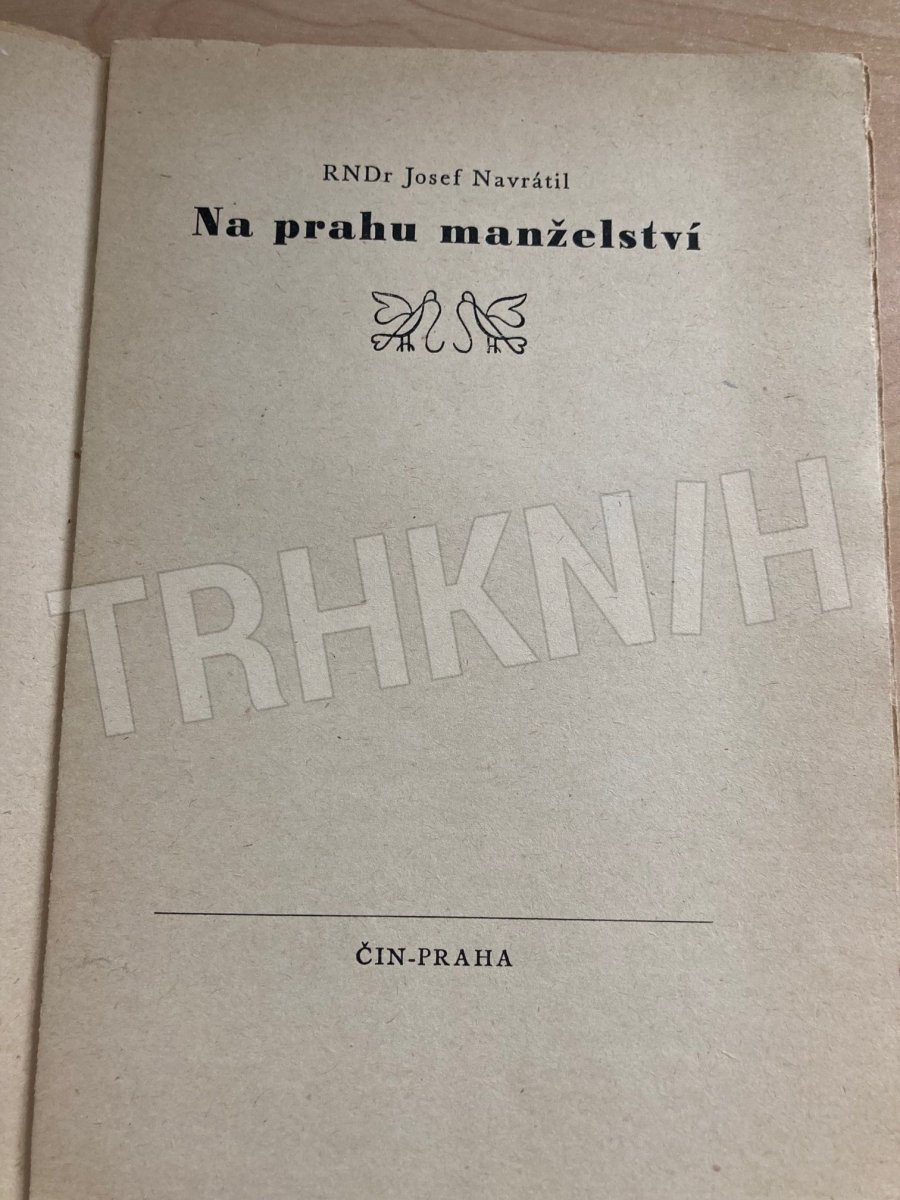 RNDr Josef Navrátil
Na prahu manželství
TRHKNIH
ČIN-PRAHA